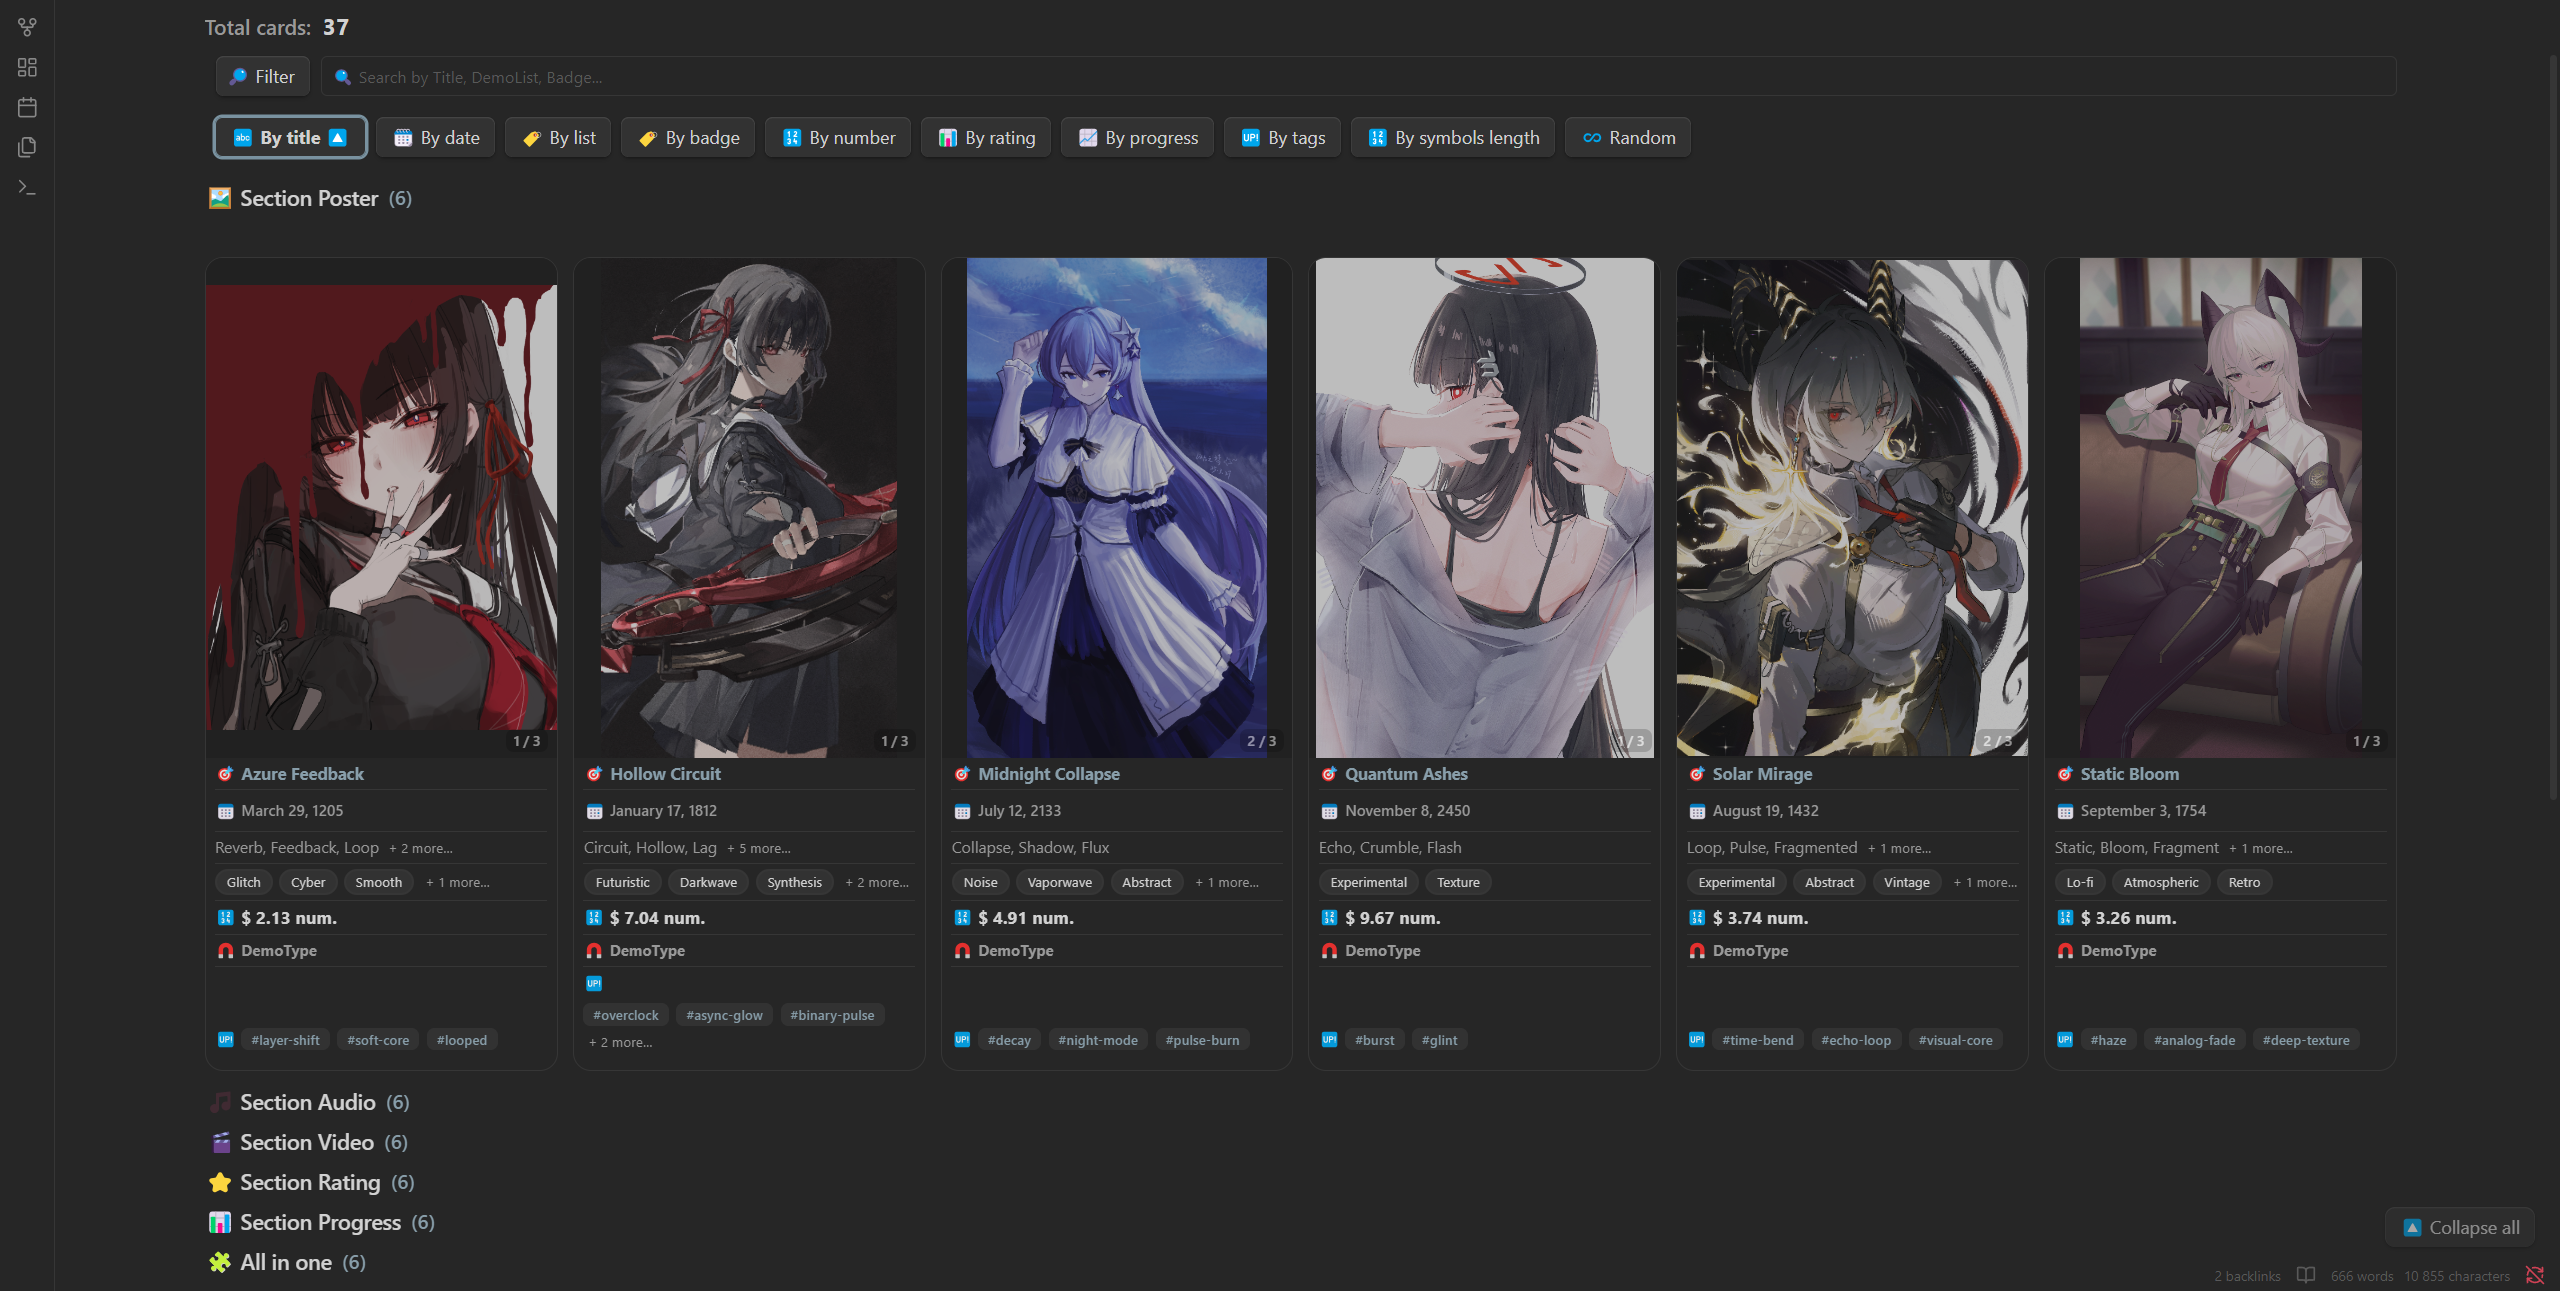 Total cards: 37
Filter
Search by Title, DemoList, Badge...
By title
By date
By list
By badge
By number
By rating
By progress
By tags
By symbols length
Random
Section Poster (6)
1 / 3
1 / 3
2 / 3
1 / 3
2 / 3
1 / 3
Azure Feedback
March 29, 1205
Reverb, Feedback, Loop + 2 more...
Glitch Cyber Smooth + 1 more...
$ 2.13 num.
DemoType
#layer-shift #soft-core #looped
Hollow Circuit
January 17, 1812
Circuit, Hollow, Lag + 5 more...
Futuristic Darkwave Synthesis + 2 more...
$ 7.04 num.
DemoType
#overclock #async-glow #binary-pulse
+ 2 more...
Midnight Collapse
July 12, 2133
Collapse, Shadow, Flux
Noise Vaporwave Abstract + 1 more...
$ 4.91 num.
DemoType
#decay #night-mode #pulse-burn
Quantum Ashes
November 8, 2450
Echo, Crumble, Flash
Experimental Texture
$ 9.67 num.
DemoType
#burst #glint
Solar Mirage
August 19, 1432
Loop, Pulse, Fragmented + 1 more...
Experimental Abstract Vintage + 1 more...
$ 3.74 num.
DemoType
#time-bend #echo-loop #visual-core
Static Bloom
September 3, 1754
Static, Bloom, Fragment + 1 more...
Lo-fi Atmospheric Retro
$ 3.26 num.
DemoType
#haze #analog-fade #deep-texture
Section Audio (6)
Section Video (6)
Section Rating (6)
Section Progress (6)
All in one (6)
Collapse all
2 backlinks 666 words 10 855 characters